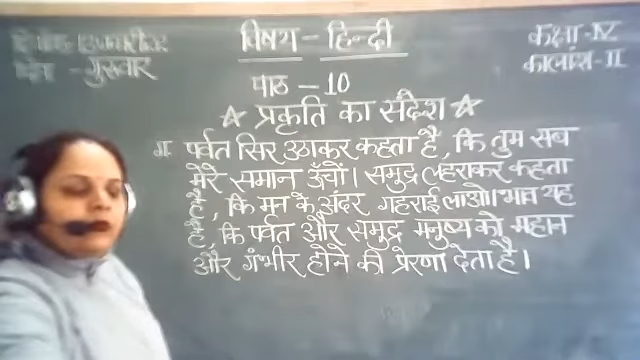 विषय - हिन्दी
कक्षा -IV
वार - गुरुवार
कालांश - II
पाठ - 10
☆ प्रकृति का संदेश ☆
पर्वत सिर उठाकर कहता है, कि तुम सब
मेरे समान ऊँचों। समुद्र लहराकर कहता
है, कि मन के अंदर गहराई लाओ। भाव यह
है, कि पर्वत और समुद्र मनुष्य को महान
और गंभीर होने की प्रेरणा देता है।